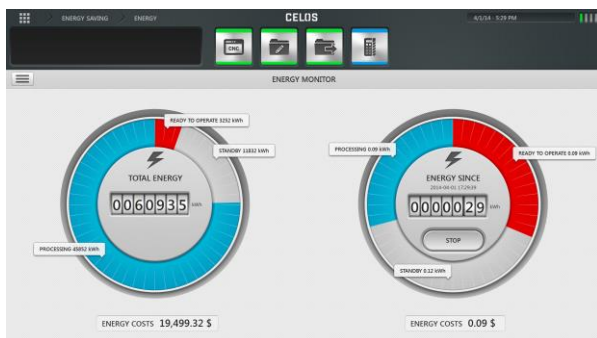 ENERGY SAVING ENERGY CELOS 4/1/14 5:29 PM
CNC
ENERGY MONITOR
READY TO OPERATE 3252 kWh
STANDBY 11832 kWh
TOTAL ENERGY
0060935 kWh
PROCESSING 45852 kWh
ENERGY COSTS 19,499.32 $
PROCESSING 0.09 kWh
READY TO OPERATE 0.09 kWh
ENERGY SINCE
2014-04-01 17:29:39
0000029 kWh
STOP
STANDBY 0.12 kWh
ENERGY COSTS 0.09 $